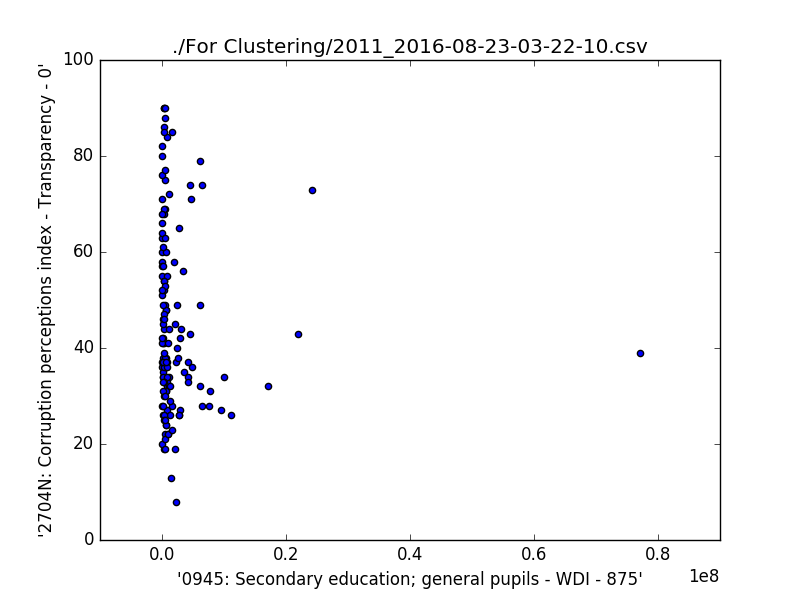 ./For Clustering/2011_2016-08-23-03-22-10.csv
100
80
60
40
20
0
'2704N: Corruption perceptions index - Transparency - 0'
0.0 0.2 0.4 0.6 0.8
1e8
'0945: Secondary education; general pupils - WDI - 875'